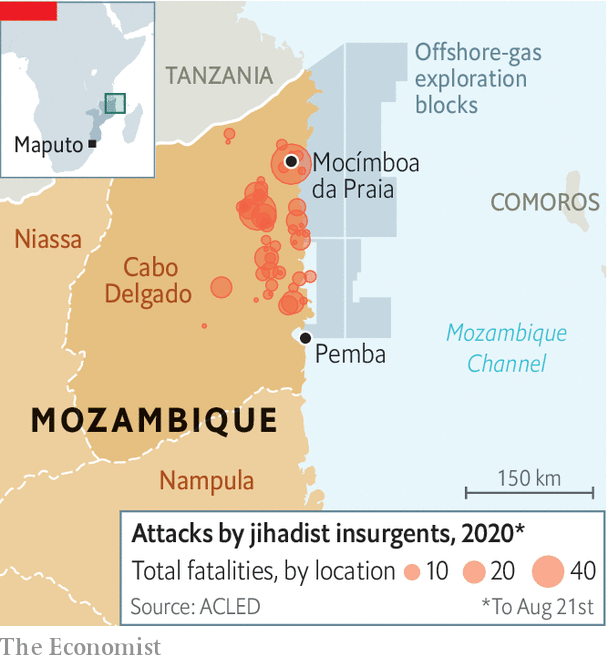 TANZANIA
Offshore-gas
exploration
blocks
Maputo
Mocímboa
da Praia
COMOROS
Niassa
Cabo
Delgado
Mozambique
Channel
Pemba
MOZAMBIQUE
Nampula
150 km
Attacks by jihadist insurgents, 2020*
Total fatalities, by location 10 20 40
Source: ACLED *To Aug 21st
The Economist